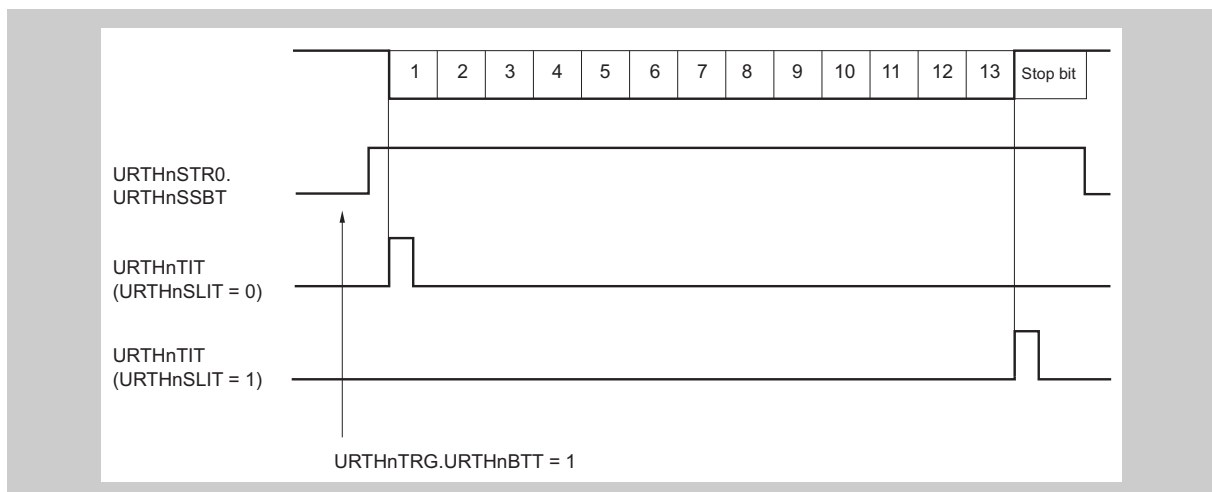 1 2 3 4 5 6 7 8 9 10 11 12 13 Stop bit
URTHnSTR0.
URTHnSSBT
URTHnTIT
(URTHnSLIT = 0)
URTHnTIT
(URTHnSLIT = 1)
URTHnTRG.URTHnBTT = 1